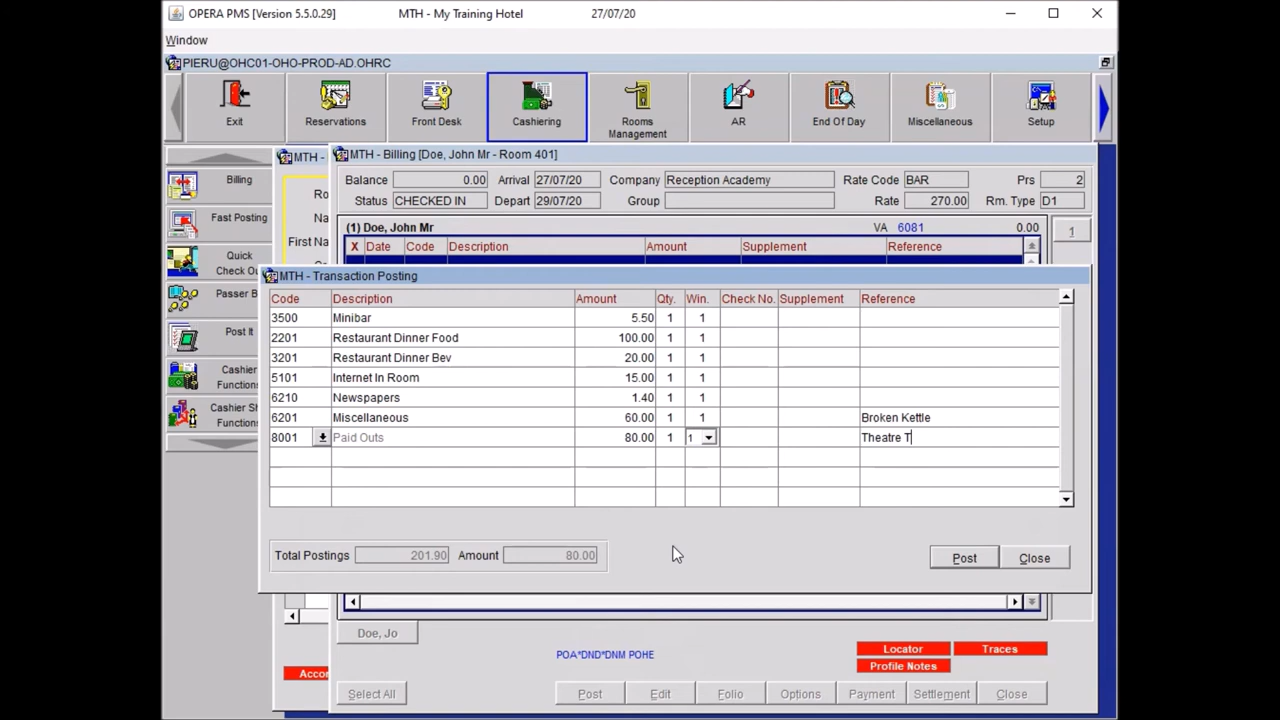 OPERA PMS [Version 5.5.0.29] MTH - My Training Hotel 27/07/20
Window
PIERU@OHC01-OHO-PROD-AD.OHRC
Exit Reservations Front Desk Cashiering Rooms Management AR End Of Day Miscellaneous Setup
MTH - MTH - Billing [Doe, John Mr - Room 401]
Billing Ro Balance 0.00 Arrival 27/07/20 Company Reception Academy Rate Code BAR Prs 2
Na Status CHECKED IN Depart 29/07/20 Group Rate 270.00 Rm. Type D1
Fast Posting (1) Doe, John Mr VA 6081 0.00 1
First Na X Date Code Description Amount Supplement Reference
Quick
Check Ou
MTH - Transaction Posting
Passer B Code Description Amount Qty. Win. Check No. Supplement Reference
3500 Minibar 5.50 1 1
Post It 2201 Restaurant Dinner Food 100.00 1 1
3201 Restaurant Dinner Bev 20.00 1 1
Cashier
Function: 5101 Internet In Room 15.00 1 1
6210 Newspapers 1.40 1 1
Cashier Sh
Function: 6201 Miscellaneous 60.00 1 1 Broken Kettle
8001 Paid Outs 80.00 1 1 Theatre T
Total Postings 201.90 Amount 80.00 Post Close
Doe, Jo
POA*DND*DNM POHE Locator Traces
Profile Notes
Accor
Select All Post Edit Folio Options Payment Settlement Close